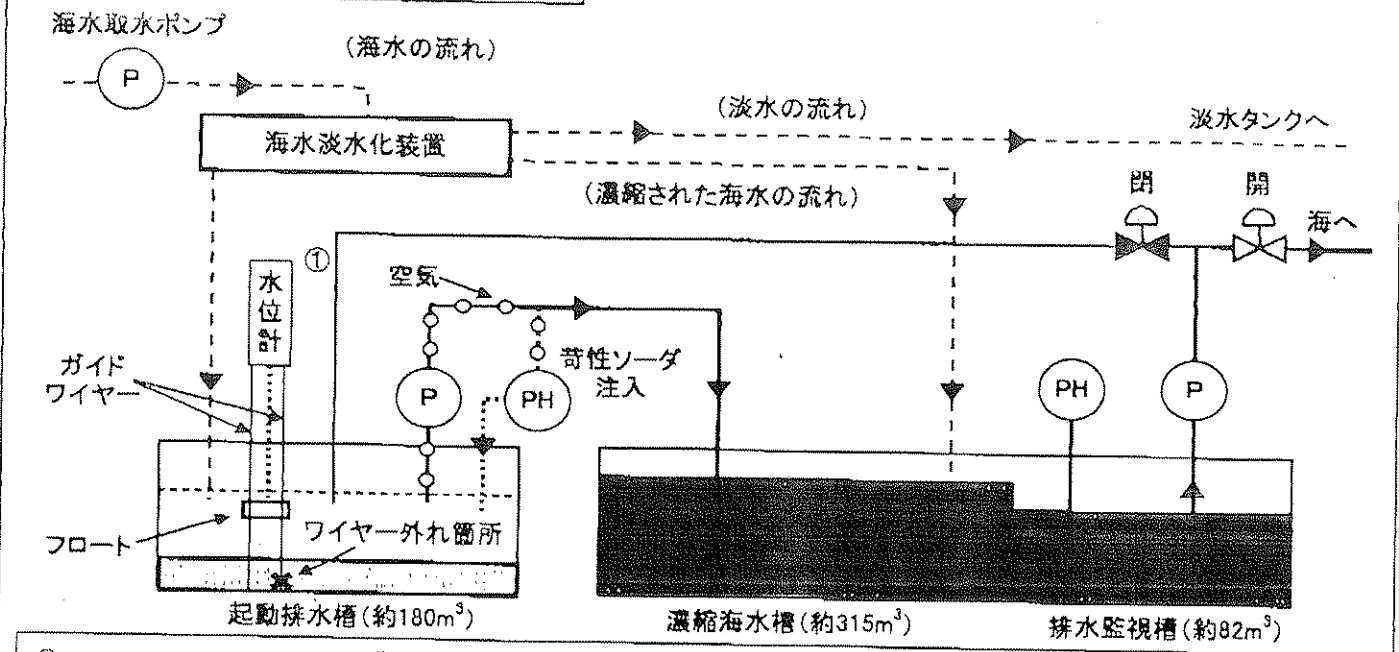 海水取水ポンプ
P
(海水の流れ)
海水淡水化装置
(淡水の流れ)
淡水タンクへ
(濃縮された海水の流れ)
閉
開
海へ
①
水位計
空気
ガイド
ワイヤー
P
PH
苛性ソーダ
注入
PH
P
フロート
ワイヤー外れ箇所
起動排水槽(約180m³)
濃縮海水槽(約315m³)
排水監視槽(約82m³)